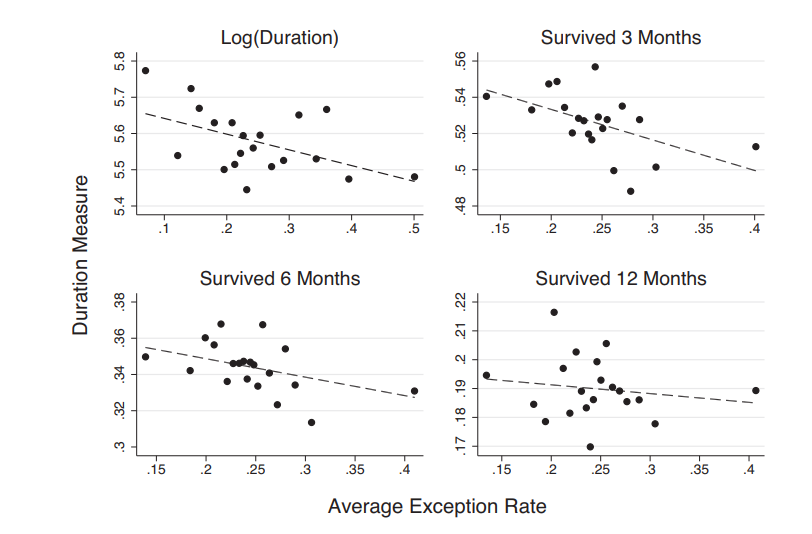 Log(Duration)
5.8
5.7
5.6
5.5
5.4
.1 .2 .3 .4 .5
Survived 3 Months
.56
.54
.52
.5
.48
.15 .2 .25 .3 .35 .4
Survived 6 Months
.38
.36
.34
.32
.3
.15 .2 .25 .3 .35 .4
Survived 12 Months
.22
.21
.2
.19
.18
.17
.15 .2 .25 .3 .35 .4
Duration Measure
Average Exception Rate